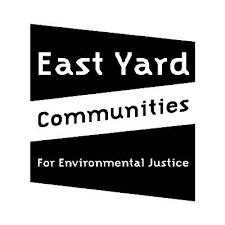 East Yard
Communities
For Environmental Justice